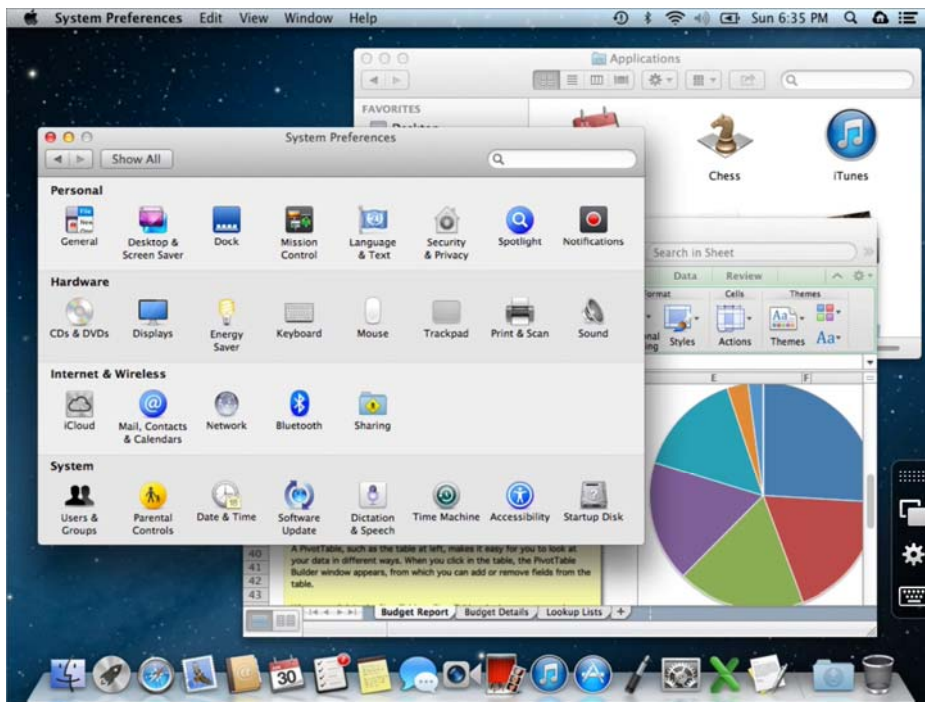 System Preferences Edit View Window Help Sun 6:35 PM
Applications
FAVORITES
Desktop
Chess
iTunes
System Preferences
Show All
Personal
General
Desktop & Screen Saver
Dock
Mission Control
Language & Text
Security & Privacy
Spotlight
Notifications
Hardware
CDs & DVDs
Displays
Energy Saver
Keyboard
Mouse
Trackpad
Print & Scan
Sound
Internet & Wireless
iCloud
Mail, Contacts & Calendars
Network
Bluetooth
Sharing
System
Users & Groups
Parental Controls
Date & Time
Software Update
Dictation & Speech
Time Machine
Accessibility
Startup Disk
Search in Sheet
Data Review
Cells Themes
Styles Actions Themes Aa
E F
40
41
42
43
A PivotTable, such as the table at left, makes it easy for you to look at
your data in different ways. When you click in the table, the PivotTable
Builder window appears, from which you can add or remove fields from the
table.
Budget Report Budget Details Lookup Lists +
30